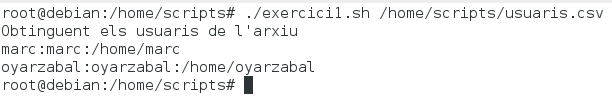 root@debian:/home/scripts# ./exercici1.sh /home/scripts/usuaris.csv
Obtinguent els usuaris de l'arxiu
marc:marc:/home/marc
oyarzabal:oyarzabal:/home/oyarzabal
root@debian:/home/scripts#